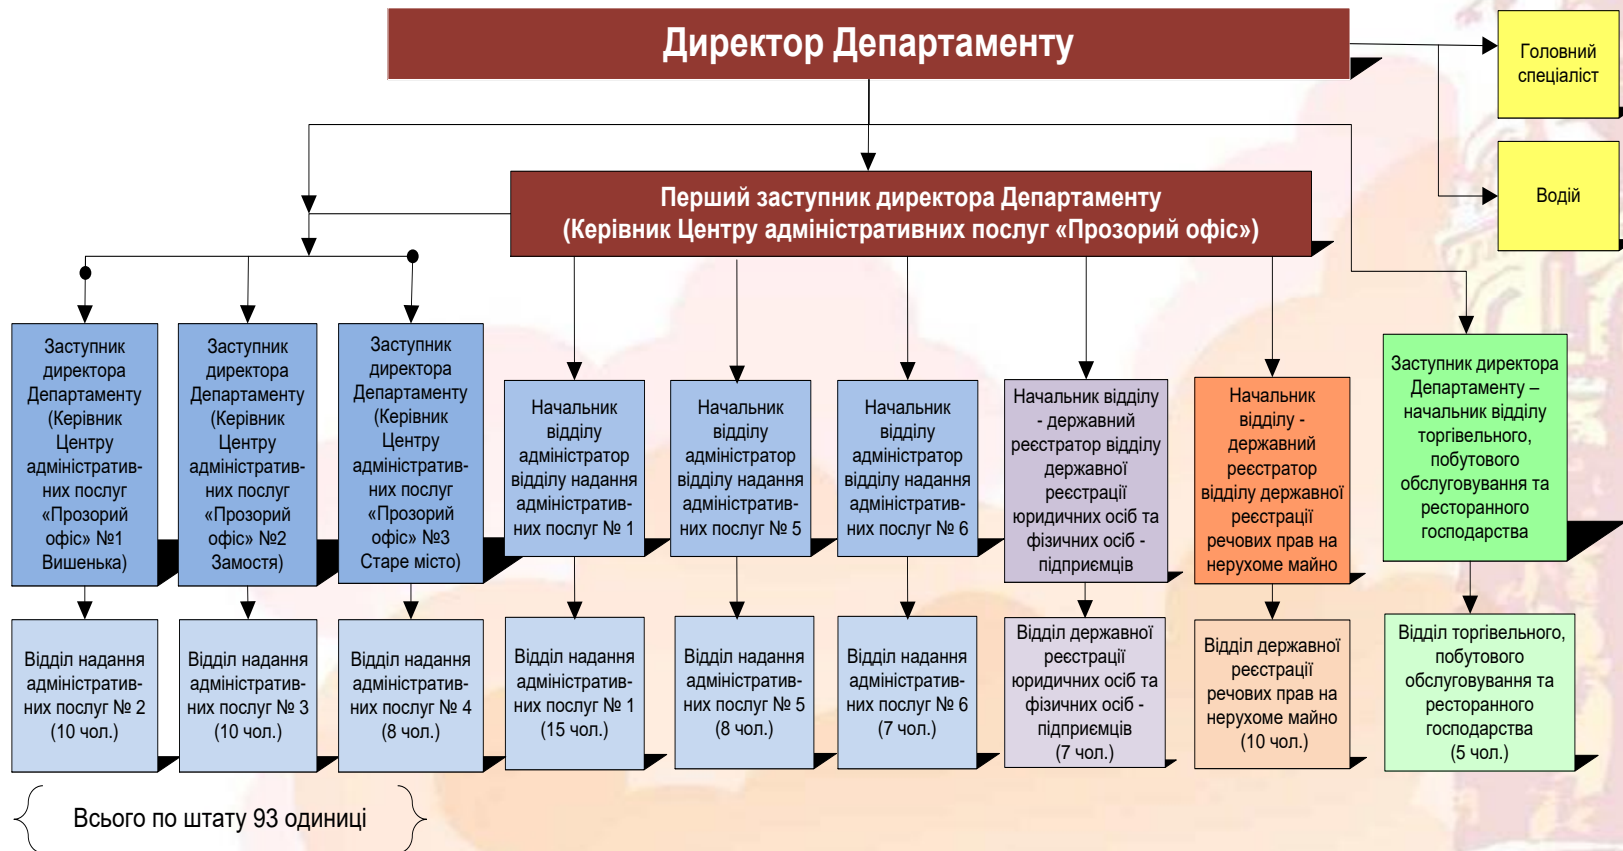 Директор Департаменту
Головний
спеціаліст
Водій
Перший заступник директора Департаменту
(Керівник Центру адміністративних послуг «Прозорий офіс»)
Заступник
директора
Департаменту
(Керівник
Центру
адміністратив-
них послуг
«Прозорий
офіс» №1
Вишенька)
Заступник
директора
Департаменту
(Керівник
Центру
адміністратив-
них послуг
«Прозорий
офіс» №2
Замостя)
Заступник
директора
Департаменту
(Керівник
Центру
адміністратив-
них послуг
«Прозорий
офіс» №3
Старе місто)
Начальник
відділу
адміністратор
відділу надання
адміністратив-
них послуг № 1
Начальник
відділу
адміністратор
відділу надання
адміністратив-
них послуг № 5
Начальник
відділу
адміністратор
відділу надання
адміністратив-
них послуг № 6
Начальник відділу
- державний
реєстратор відділу
державної
реєстрації
юридичних осіб та
фізичних осіб -
підприємців
Начальник
відділу -
державний
реєстратор
відділу державної
реєстрації
речових прав на
нерухоме майно
Заступник директора
Департаменту –
начальник відділу
торгівельного,
побутового
обслуговування та
ресторанного
господарства
Відділ надання
адміністратив-
них послуг № 2
(10 чол.)
Відділ надання
адміністратив-
них послуг № 3
(10 чол.)
Відділ надання
адміністратив-
них послуг № 4
(8 чол.)
Відділ надання
адміністратив-
них послуг № 1
(15 чол.)
Відділ надання
адміністратив-
них послуг № 5
(8 чол.)
Відділ надання
адміністратив-
них послуг № 6
(7 чол.)
Відділ державної
реєстрації
юридичних осіб та
фізичних осіб -
підприємців
(7 чол.)
Відділ державної
реєстрації
речових прав на
нерухоме майно
(10 чол.)
Відділ торгівельного,
побутового
обслуговування та
ресторанного
господарства
(5 чол.)
Всього по штату 93 одиниці